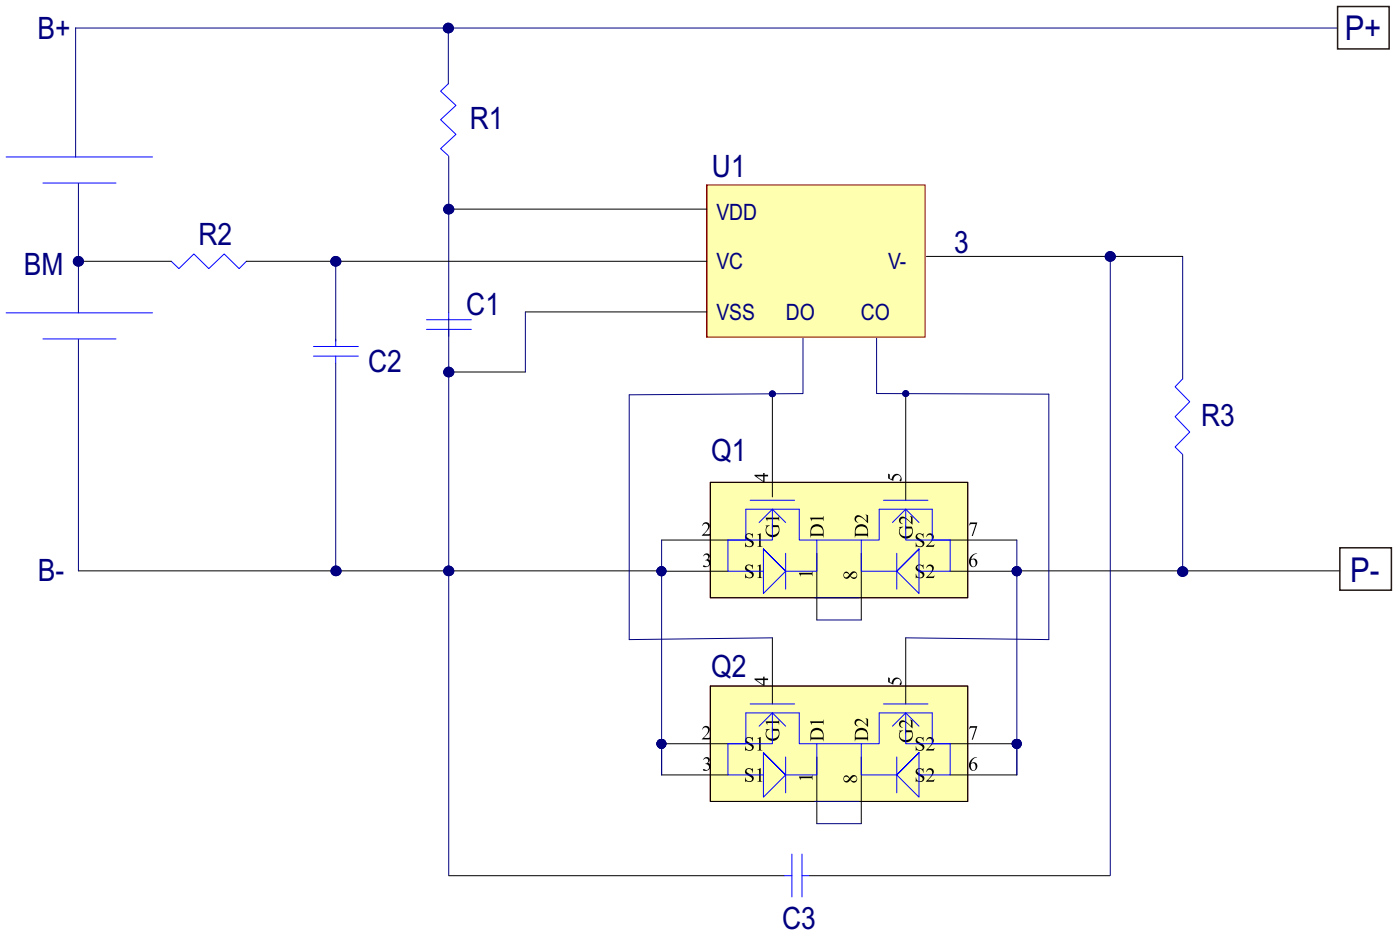 B+
P+
R1
U1
VDD
R2
3
BM
VC
V-
C1
VSS
DO
CO
C2
R3
Q1
4
5
G1
D1
D2
G2
2
S1
S2
7
3
S1
1
8
S2
6
B-
P-
Q2
4
5
G1
D1
D2
G2
2
S1
S2
7
3
S1
1
8
S2
6
C3